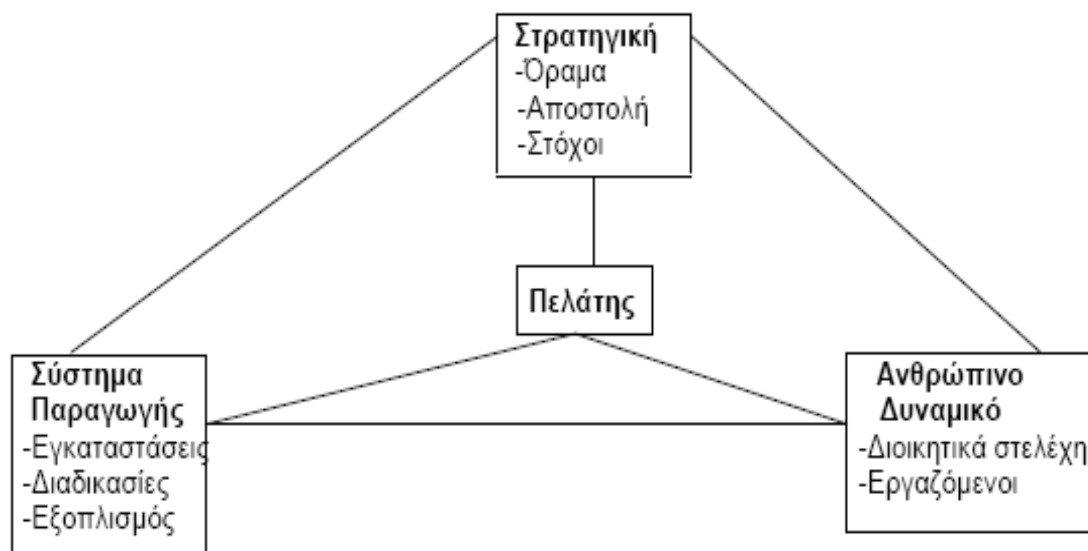 Στρατηγική
-Όραμα
-Αποστολή
-Στόχοι
Πελάτης
Σύστημα
Παραγωγής
-Εγκαταστάσεις
-Διαδικασίες
-Εξοπλισμός
Ανθρώπινο
Δυναμικό
-Διοικητικά στελέχη
-Εργαζόμενοι